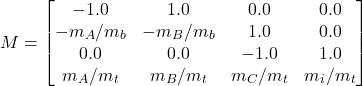 M = [ -1.0 1.0 0.0 0.0
-m_A/m_b -m_B/m_b 1.0 0.0
0.0 0.0 -1.0 1.0
m_A/m_t m_B/m_t m_C/m_t m_i/m_t ]